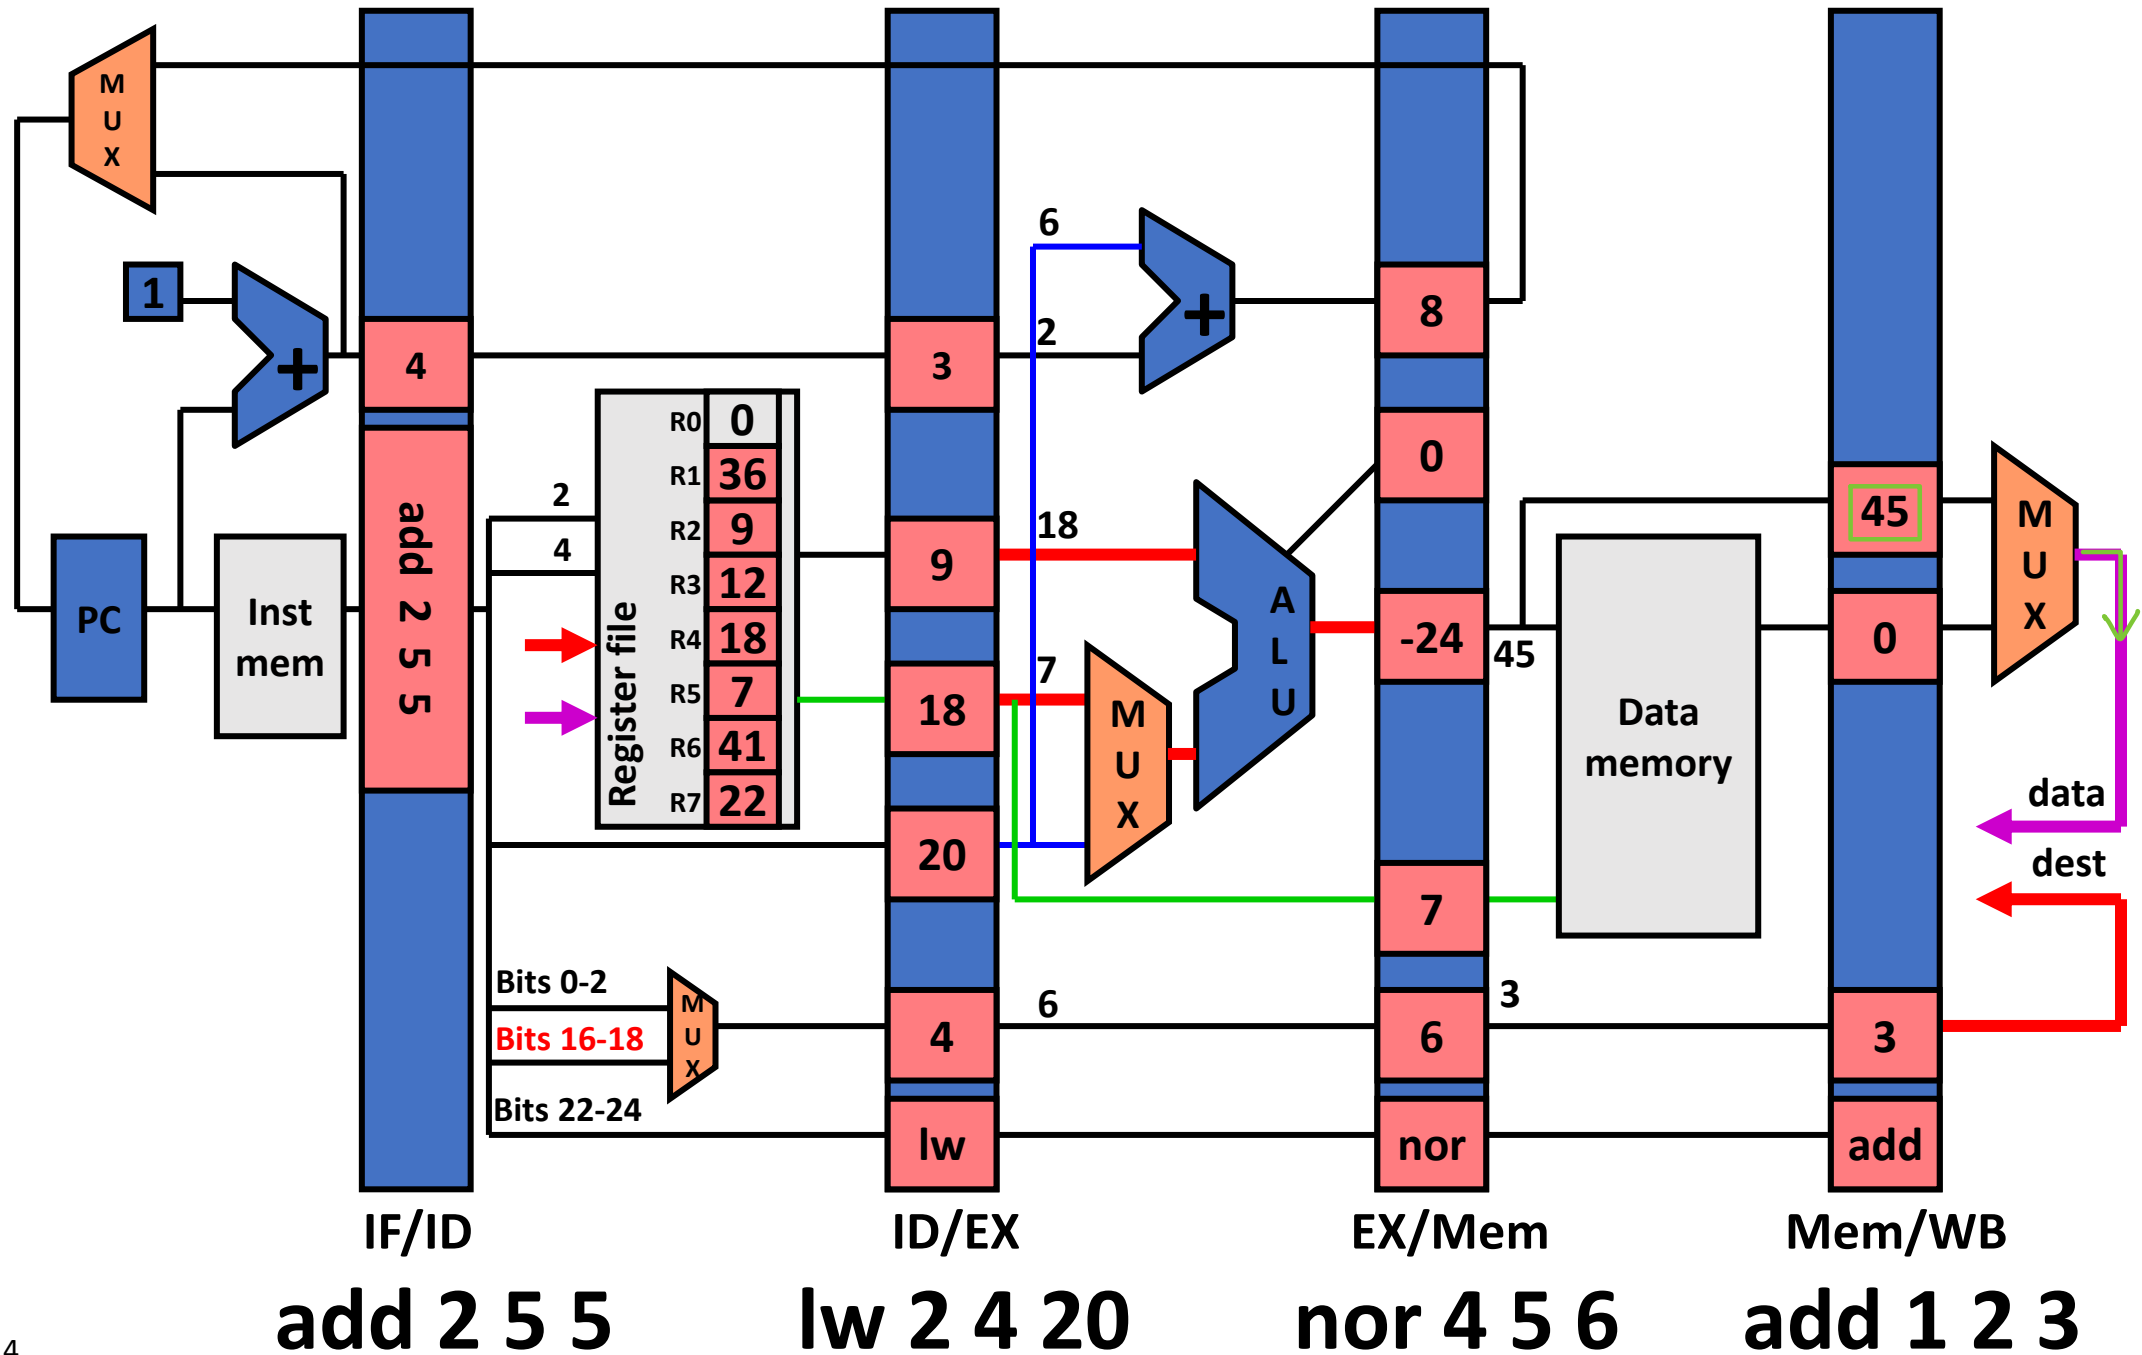 M
U
X
1
+
4
add 2 5 5
PC
Inst
mem
2
4
Register file
R0 0
R1 36
R2 9
R3 12
R4 18
R5 7
R6 41
R7 22
Bits 0-2
Bits 16-18
Bits 22-24
M
U
X
3
9
18
20
4
lw
6
2
18
7
6
+
M
U
X
A
L
U
8
0
-24
7
6
nor
45
3
Data
memory
45
0
3
add
M
U
X
data
dest
IF/ID
ID/EX
EX/Mem
Mem/WB
add 2 5 5
lw 2 4 20
nor 4 5 6
add 1 2 3
4